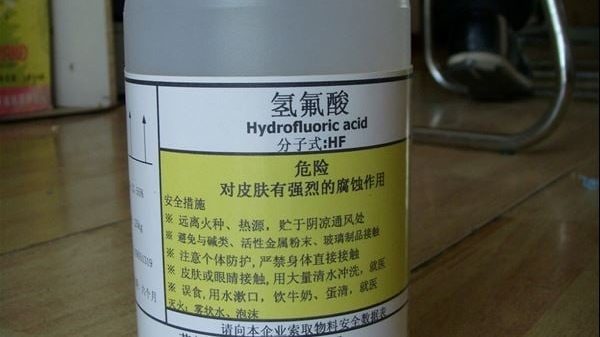 氢氟酸
Hydrofluoric acid
分子式:HF
危险
对皮肤有强烈的腐蚀作用
安全措施
※ 远离火种、热源，贮于阴凉通风处
※ 避免与碱类、活性金属粉末、玻璃制品接触
※ 注意个体防护,严禁身体直接接触
※ 皮肤或眼睛接触,用大量清水冲洗，就医
※ 误食,用水漱口，饮牛奶、蛋清，就医
灭火：雾状水、泡沫
请向本企业索取物料安全数据表
六个月